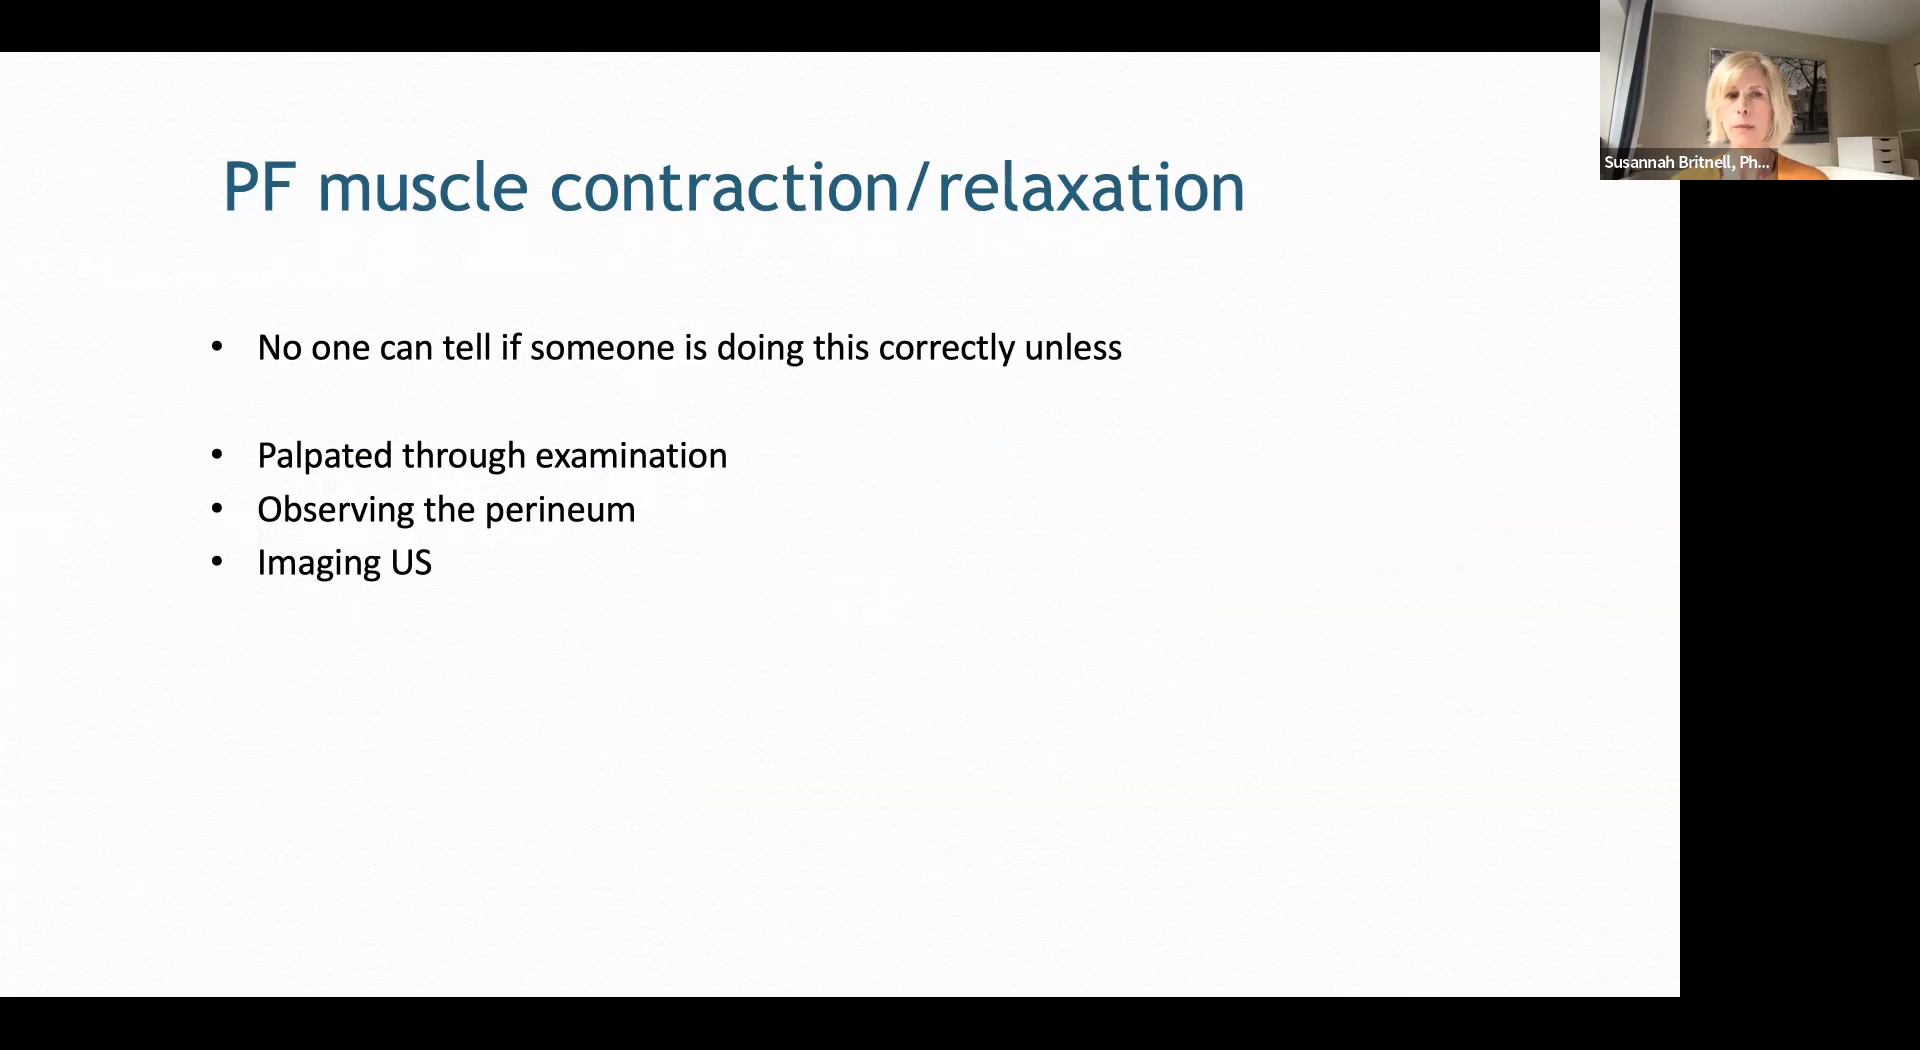 PF muscle contraction/relaxation
• No one can tell if someone is doing this correctly unless
• Palpated through examination
• Observing the perineum
• Imaging US
Susannah Britnell, Ph...